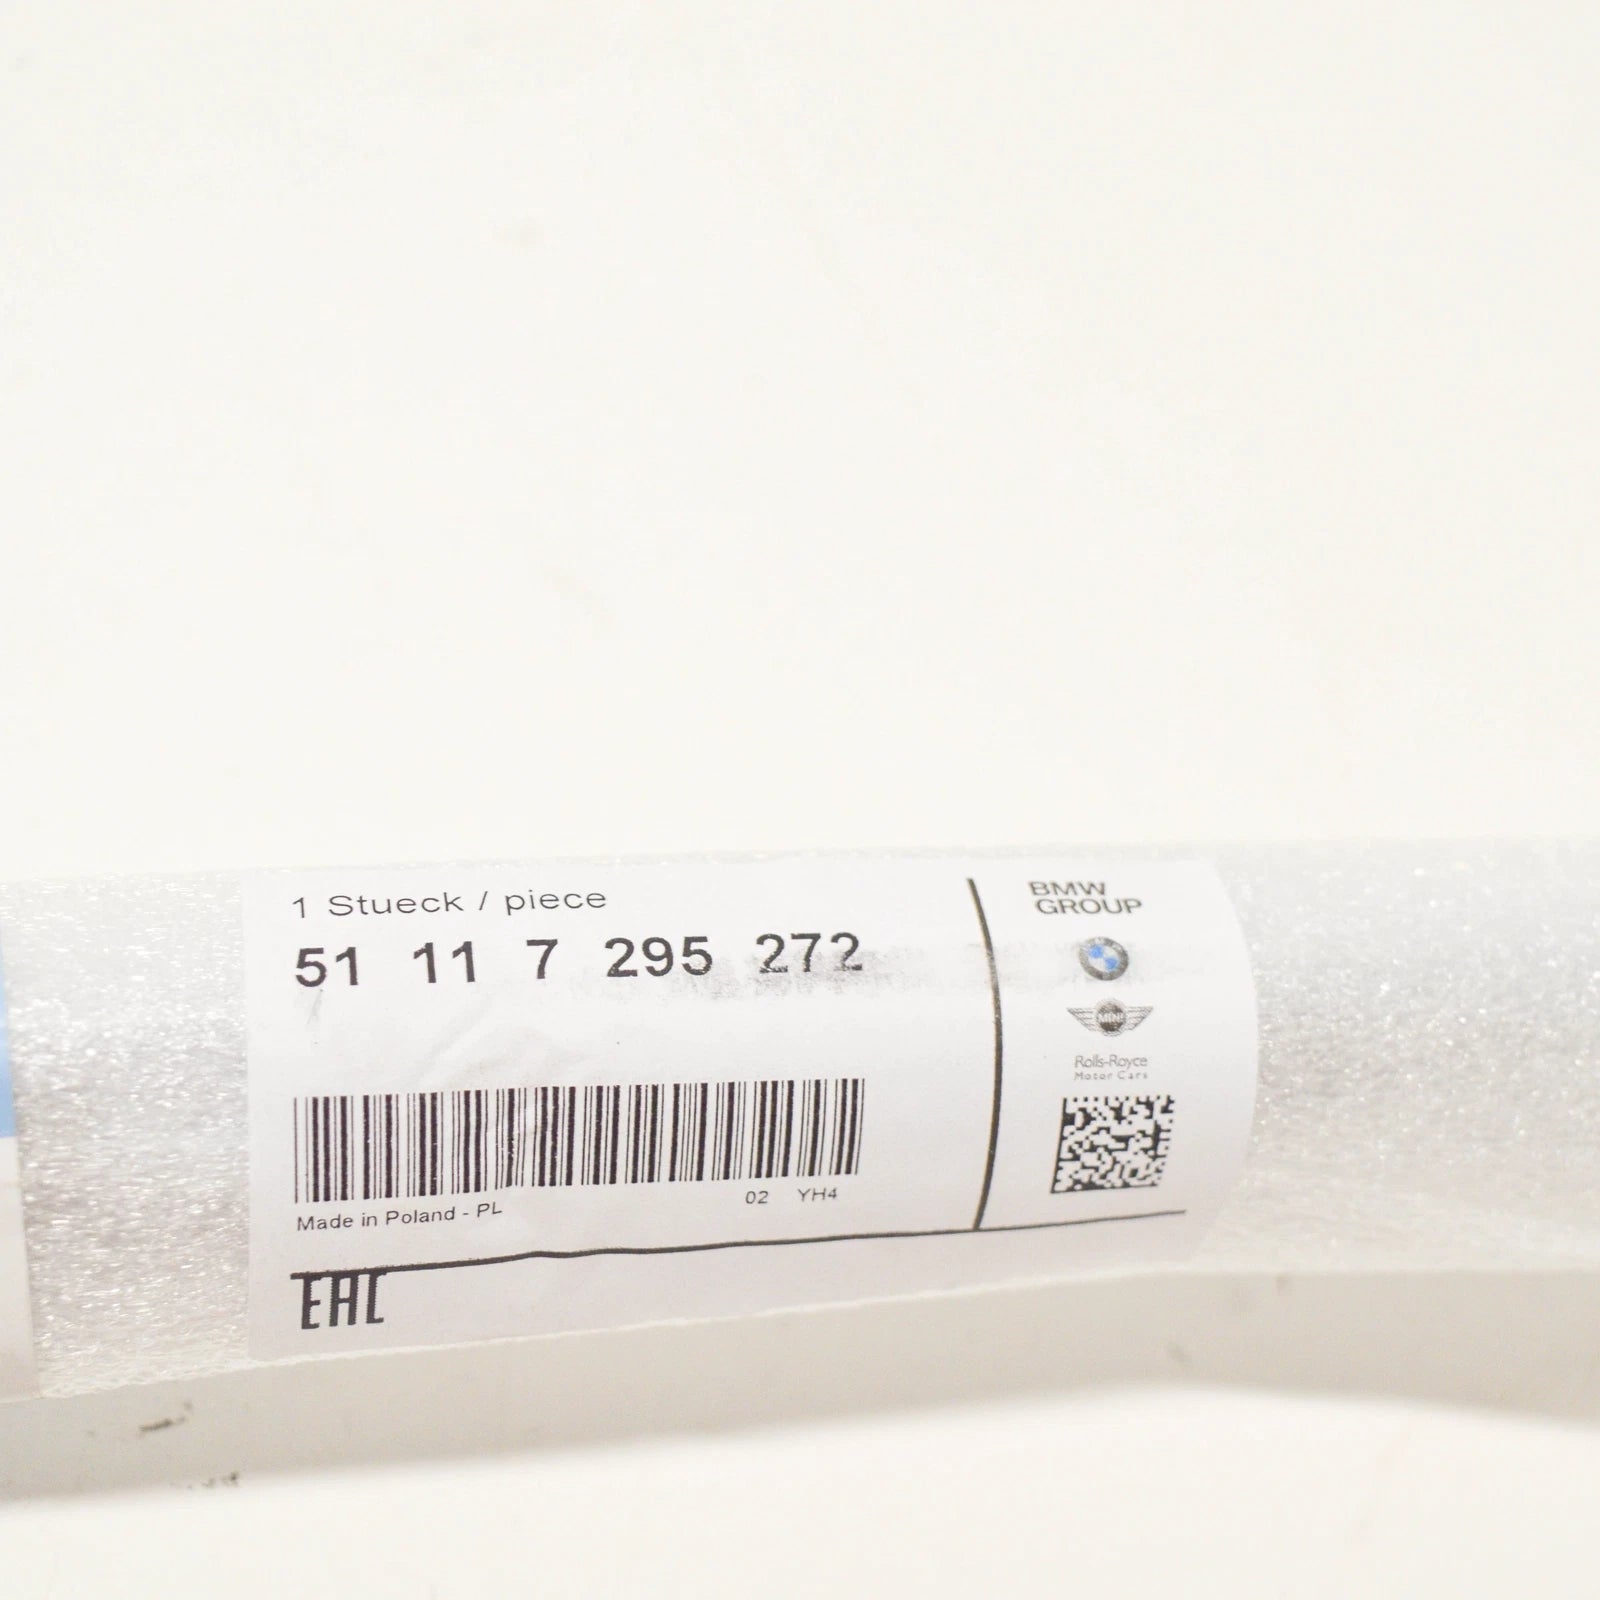 1 Stueck / piece
51 11 7 295 272
Made in Poland - PL
02 YH4
EAC
BMW
GROUP
MINI
Rolls-Royce
Motor Cars